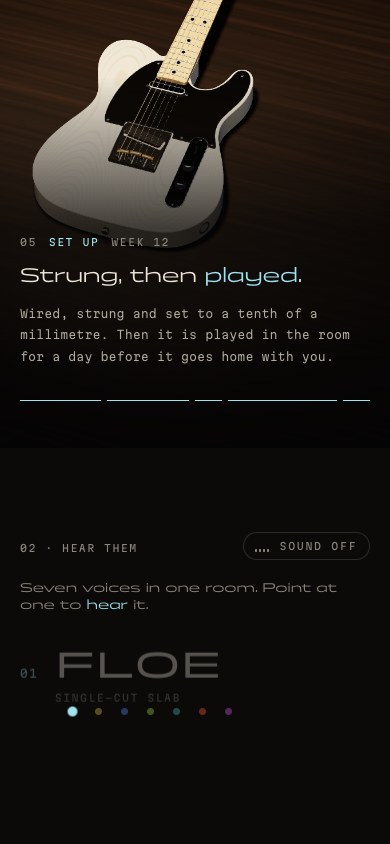 05 SET UP WEEK 12
Strung, then played.
Wired, strung and set to a tenth of a
millimetre. Then it is played in the room
for a day before it goes home with you.
02 · HEAR THEM
SOUND OFF
Seven voices in one room. Point at
one to hear it.
01 FLOE
SINGLE-CUT SLAB